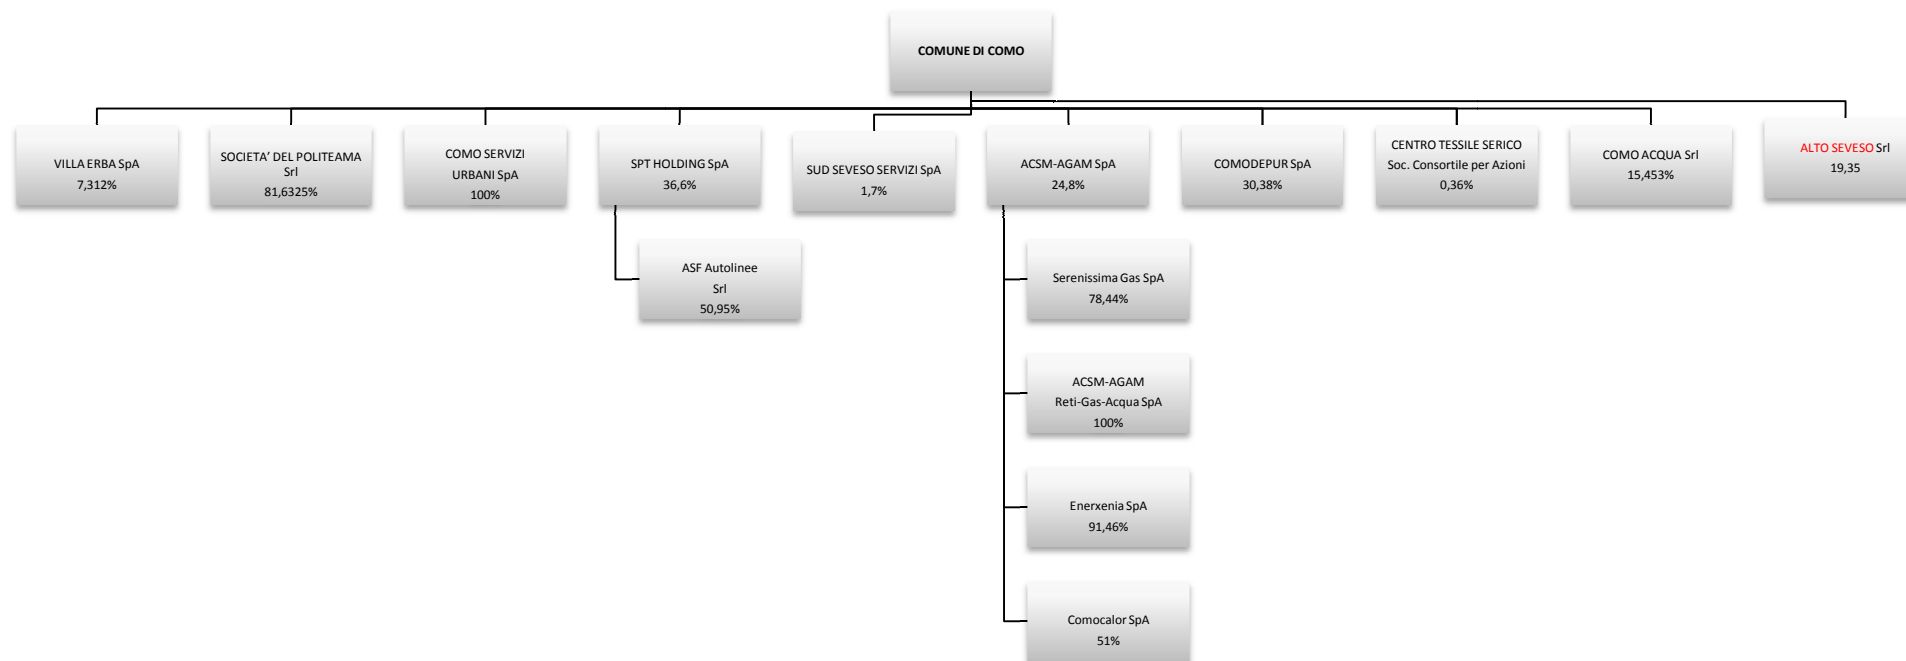 COMUNE DI COMO
VILLA ERBA SpA
7,312%
SOCIETA’ DEL POLITEAMA
Srl
81,6325%
COMO SERVIZI
URBANI SpA
100%
SPT HOLDING SpA
36,6%
SUD SEVESO SERVIZI SpA
1,7%
ACSM-AGAM SpA
24,8%
COMODEPUR SpA
30,38%
CENTRO TESSILE SERICO
Soc. Consortile per Azioni
0,36%
COMO ACQUA Srl
15,453%
ALTO SEVESO Srl
19,35
ASF Autolinee
Srl
50,95%
Serenissima Gas SpA
78,44%
ACSM-AGAM
Reti-Gas-Acqua SpA
100%
Enerxenia SpA
91,46%
Comocalor SpA
51%